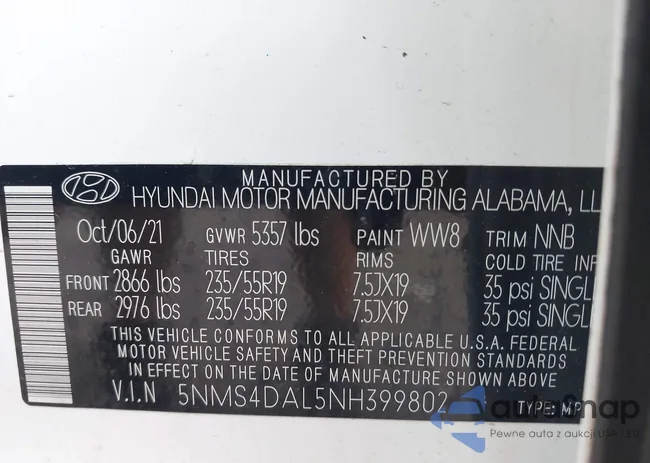 MANUFACTURED BY
HYUNDAI MOTOR MANUFACTURING ALABAMA, LL
Oct/06/21 GVWR 5357 lbs PAINT WW8 TRIM NNB
GAWR TIRES RIMS COLD TIRE INF
FRONT 2866 lbs 235/55R19 7.5JX19 35 psi SINGL
REAR 2976 lbs 235/55R19 7.5JX19 35 psi SINGL
THIS VEHICLE CONFORMS TO ALL APPLICABLE U.S.A. FEDERAL
MOTOR VEHICLE SAFETY AND THEFT PREVENTION STANDARDS
IN EFFECT ON THE DATE OF MANUFACTURE SHOWN ABOVE
V.I.N 5NMS4DAL5NH399802 TYPE: MP
autoSnap
Pewne auta z aukcji USA i EU